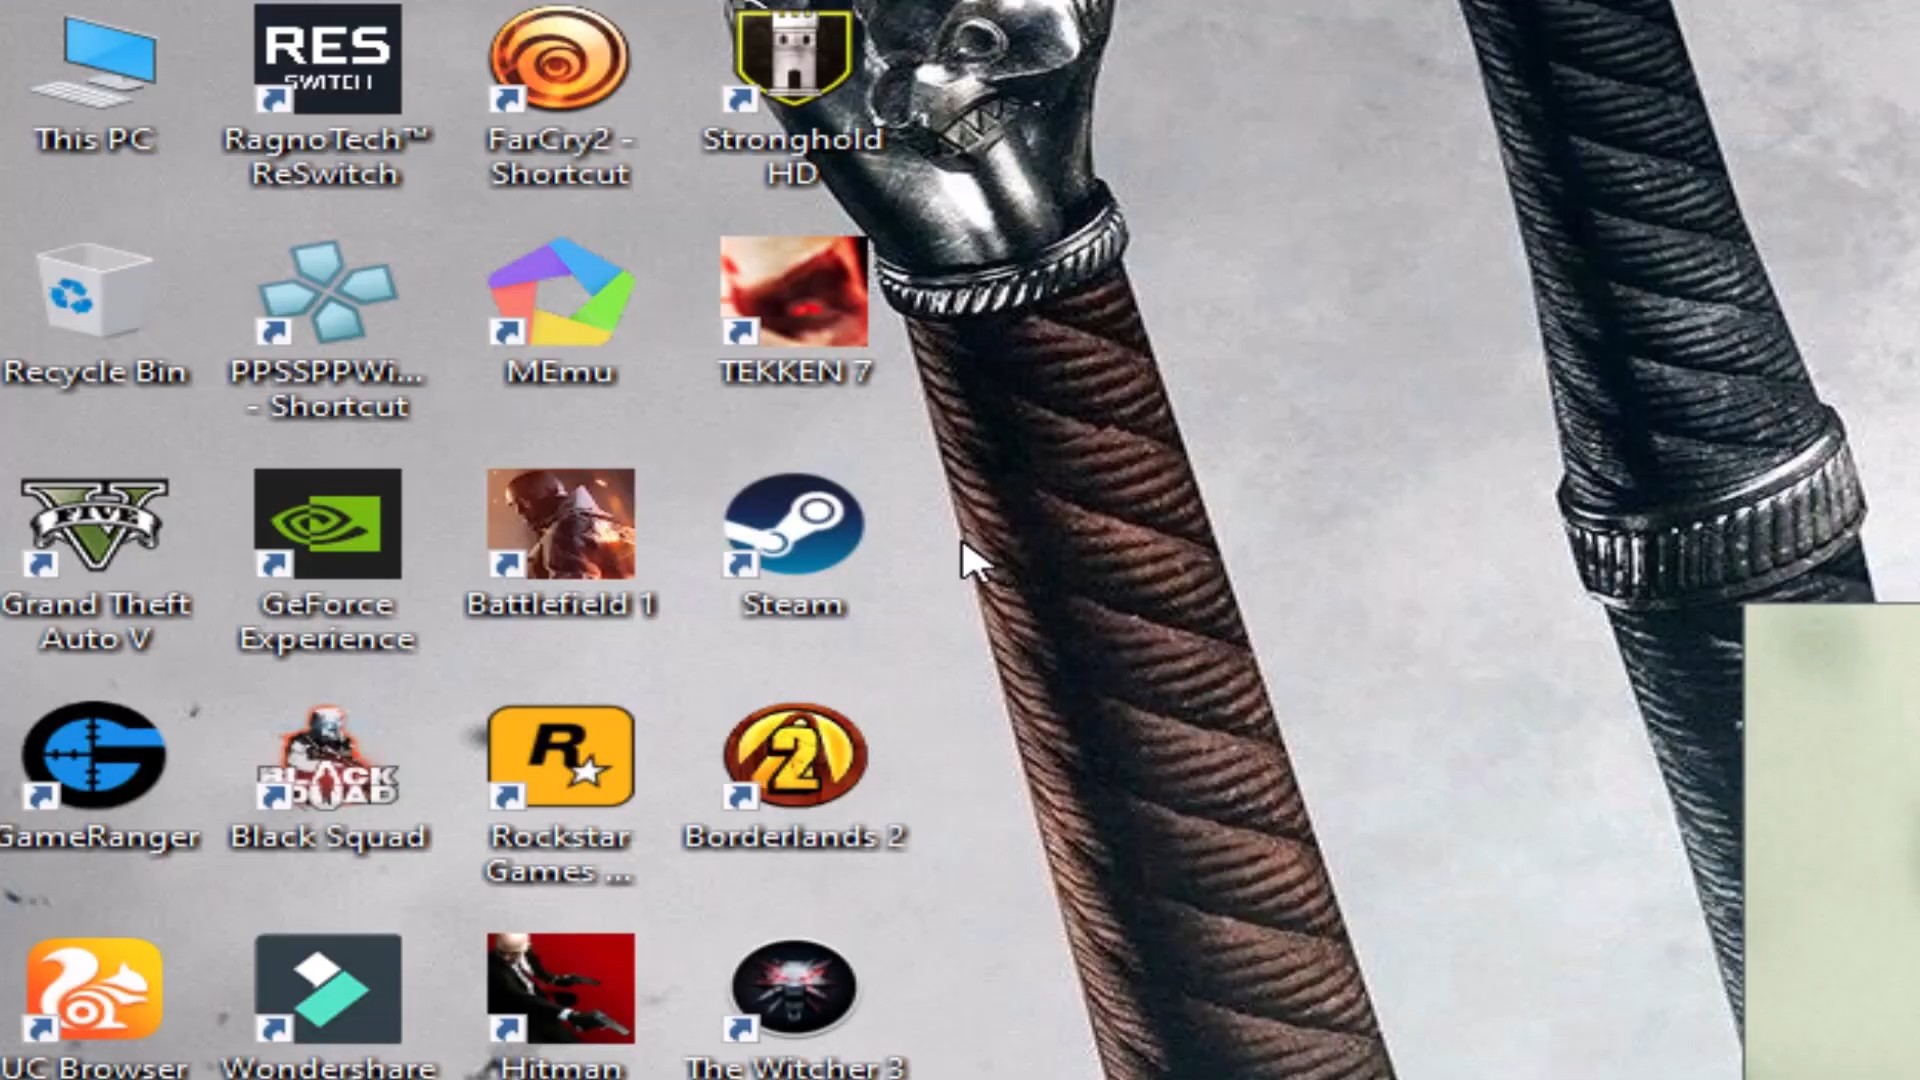 RES
SWITCH
This PC
RagnoTech™
ReSwitch
FarCry2 -
Shortcut
Stronghold
HD
Recycle Bin
PPSSPPWi...
- Shortcut
MEmu
TEKKEN 7
FIVE
Grand Theft
Auto V
GeForce
Experience
Battlefield 1
Steam
BLACK
SQUAD
R
2
GameRanger
Black Squad
Rockstar
Games ...
Borderlands 2
UC Browser
Wondershare
Hitman
The Witcher 3